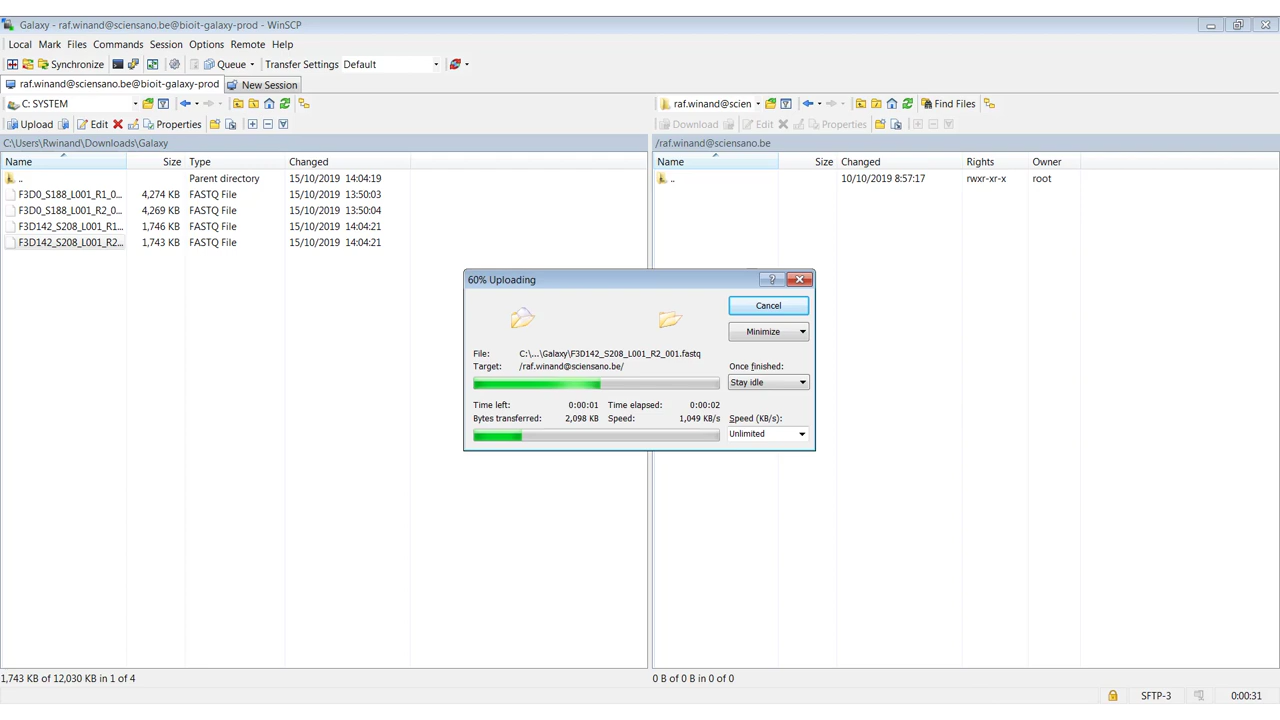 Galaxy - raf.winand@sciensano.be@bioit-galaxy-prod - WinSCP
Local Mark Files Commands Session Options Remote Help
Synchronize Queue Transfer Settings Default
raf.winand@sciensano.be@bioit-galaxy-prod New Session
C: SYSTEM raf.winand@scien Find Files
Upload Edit Properties Download Edit Properties
C:\Users\Rwinand\Downloads\Galaxy /raf.winand@sciensano.be
Name Size Type Changed Name Size Changed Rights Owner
.. Parent directory 15/10/2019 14:04:19 .. 10/10/2019 8:57:17 rwxr-xr-x root
F3D0_S188_L001_R1_0... 4,274 KB FASTQ File 15/10/2019 13:50:03
F3D0_S188_L001_R2_0... 4,269 KB FASTQ File 15/10/2019 13:50:04
F3D142_S208_L001_R1... 1,746 KB FASTQ File 15/10/2019 14:04:21
F3D142_S208_L001_R2... 1,743 KB FASTQ File 15/10/2019 14:04:21
60% Uploading ?
Cancel
Minimize
File: C:\...\Galaxy\F3D142_S208_L001_R2_001.fastq
Target: /raf.winand@sciensano.be/ Once finished:
Stay idle
Time left: 0:00:01 Time elapsed: 0:00:02
Bytes transferred: 2,098 KB Speed: 1,049 KB/s Speed (KB/s):
Unlimited
1,743 KB of 12,030 KB in 1 of 4 0 B of 0 B in 0 of 0
SFTP-3 0:00:31